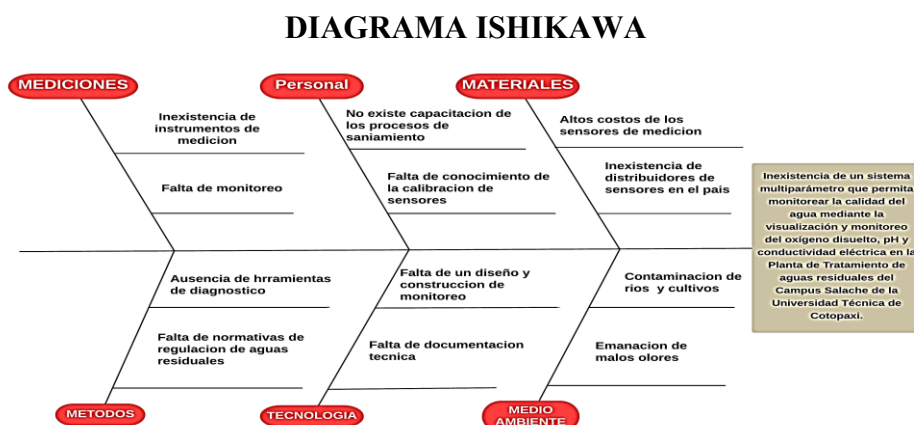 DIAGRAMA ISHIKAWA
MEDICIONES
Personal
MATERIALES
Inexistencia de
instrumentos de
medicion
Falta de monitoreo
No existe capacitacion de
los procesos de
saniamiento
Falta de conocimiento de
la calibracion de
sensores
Altos costos de los
sensores de medicion
Inexistencia de
distribuidores de
sensores en el pais
Inexistencia de un sistema
multiparámetro que permita
monitorear la calidad del
agua mediante la
visualización y monitoreo
del oxígeno disuelto, pH y
conductividad eléctrica en la
Planta de Tratamiento de
aguas residuales del
Campus Salache de la
Universidad Técnica de
Cotopaxi.
Ausencia de hrramientas
de diagnostico
Falta de normativas de
regulacion de aguas
residuales
Falta de un diseño y
construccion de
monitoreo
Falta de documentacion
tecnica
Contaminacion de
rios y cultivos
Emanacion de
malos olores
METODOS
TECNOLOGIA
MEDIO
AMBIENTE